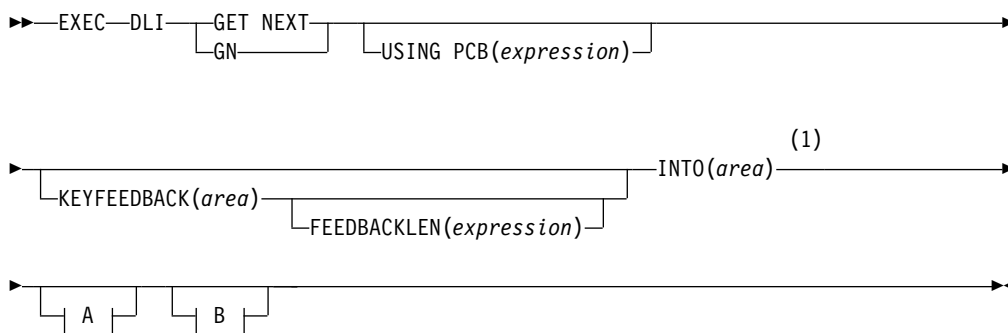 EXEC DLI GET NEXT
GN
USING PCB(expression)
(1)
INTO(area)
KEYFEEDBACK(area)
FEEDBACKLEN(expression)
A B